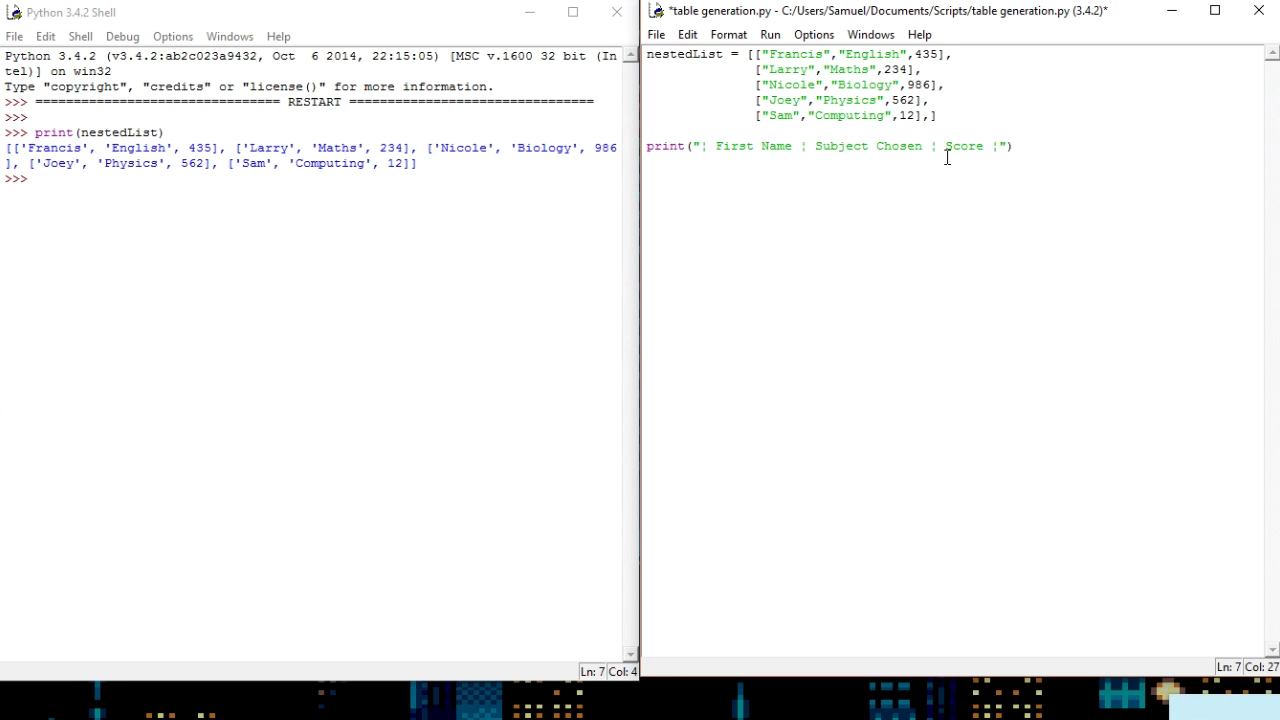 Python 3.4.2 Shell
File Edit Shell Debug Options Windows Help
Python 3.4.2 (v3.4.2:ab2c023a9432, Oct  6 2014, 22:15:05) [MSC v.1600 32 bit (In
tel)] on win32
Type "copyright", "credits" or "license()" for more information.
>>> ================================ RESTART ================================
>>>
>>> print(nestedList)
[['Francis', 'English', 435], ['Larry', 'Maths', 234], ['Nicole', 'Biology', 986
], ['Joey', 'Physics', 562], ['Sam', 'Computing', 12]]
>>>
Ln: 7 Col: 4
*table generation.py - C:/Users/Samuel/Documents/Scripts/table generation.py (3.4.2)*
File Edit Format Run Options Windows Help
nestedList = [["Francis","English",435],
              ["Larry","Maths",234],
              ["Nicole","Biology",986],
              ["Joey","Physics",562],
              ["Sam","Computing",12],]
print("¦ First Name ¦ Subject Chosen ¦ Score ¦")
Ln: 7 Col: 27